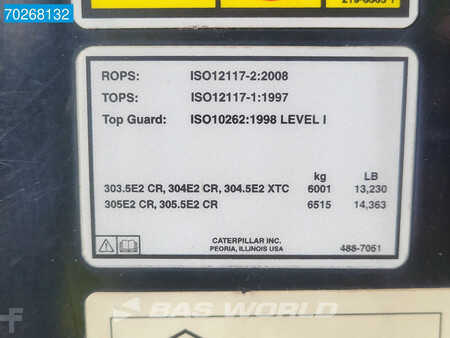 70268132
ROPS: ISO12117-2:2008
TOPS: ISO12117-1:1997
Top Guard: ISO10262:1998 LEVEL I
kg LB
303.5E2 CR, 304E2 CR, 304.5E2 XTC 6001 13,230
305E2 CR, 305.5E2 CR 6515 14,363
CATERPILLAR INC.
PEORIA, ILLINOIS USA
488-7051
BAS WORLD